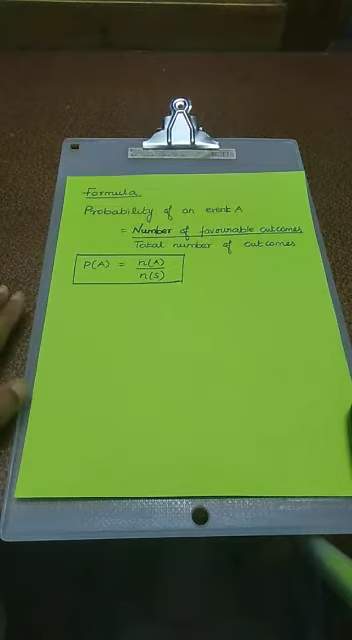 Formula
Probability of an event A
= Number of favourable outcomes
Total number of outcomes
P(A) = n(A)
n(S)